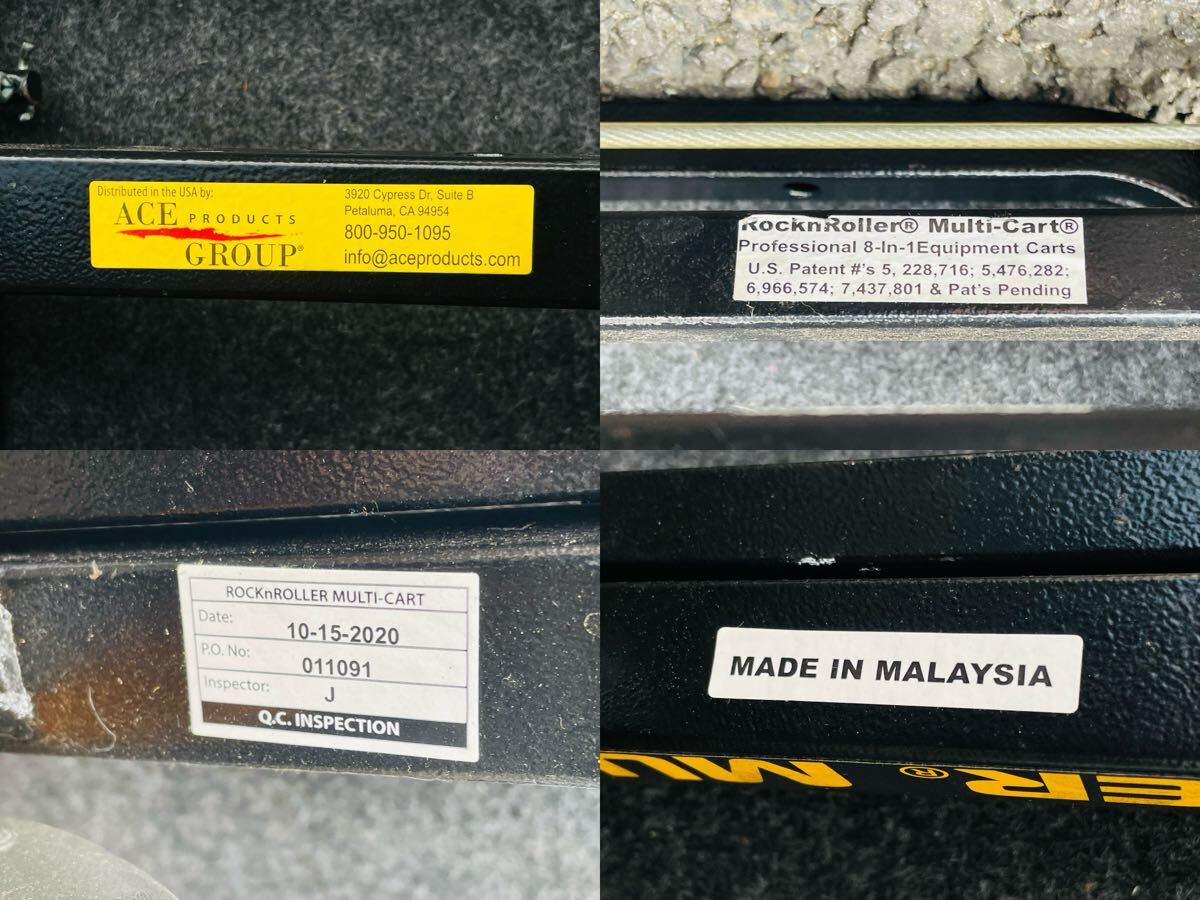 Distributed in the USA by:
ACE PRODUCTS
GROUP®
3920 Cypress Dr, Suite B
Petaluma, CA 94954
800-950-1095
info@aceproducts.com
RocknRoller® Multi-Cart®
Professional 8-In-1Equipment Carts
U.S. Patent #'s 5, 228,716; 5,476,282;
6,966,574; 7,437,801 & Pat's Pending
ROCKnROLLER MULTI-CART
Date: 10-15-2020
P.O. No: 011091
Inspector: J
Q.C. INSPECTION
MADE IN MALAYSIA
ER® MU